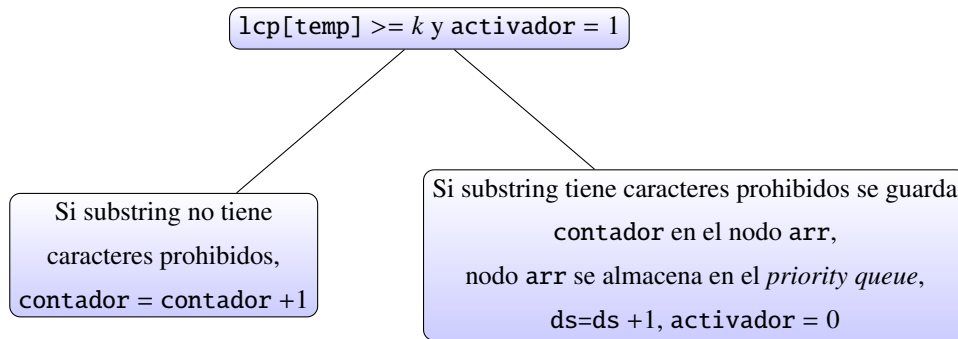 lcp[temp] >= k y activador = 1
Si substring no tiene
caracteres prohibidos,
contador = contador +1
Si substring tiene caracteres prohibidos se guarda
contador en el nodo arr,
nodo arr se almacena en el priority queue,
ds=ds +1, activador = 0